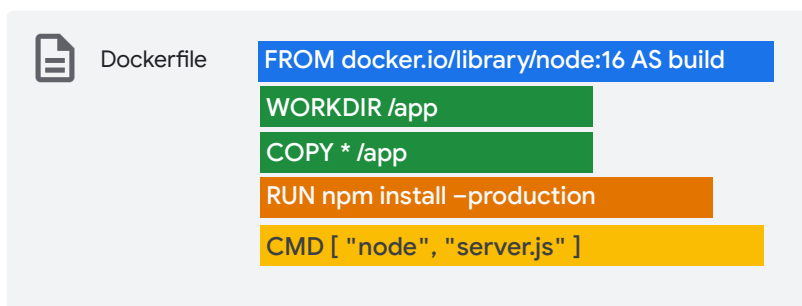 Dockerfile
FROM docker.io/library/node:16 AS build
WORKDIR /app
COPY * /app
RUN npm install –production
CMD [ "node", "server.js" ]